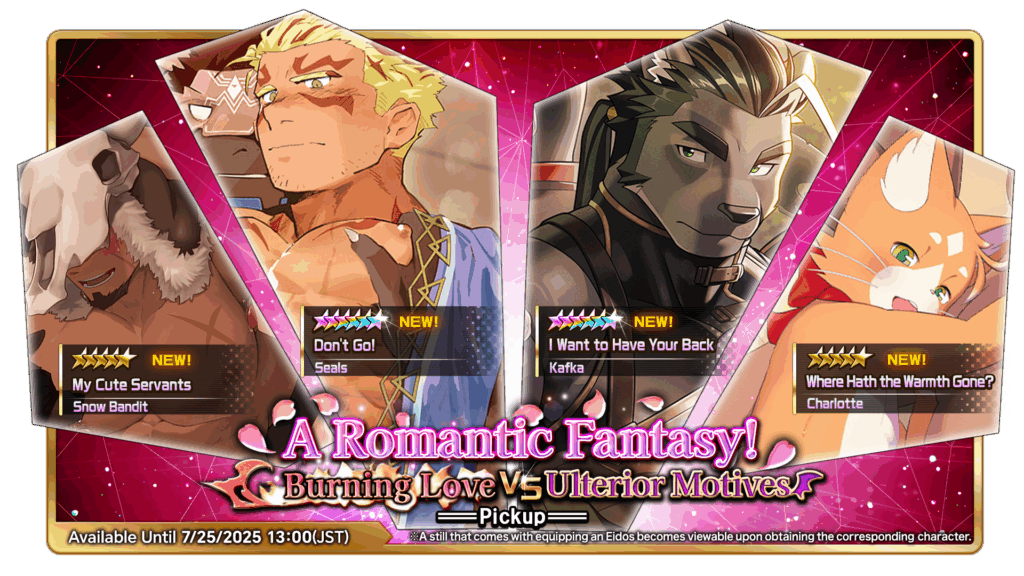 NEW!
My Cute Servants
Snow Bandit
NEW!
Don't Go!
Seals
NEW!
I Want to Have Your Back
Kafka
NEW!
Where Hath the Warmth Gone?
Charlotte
A Romantic Fantasy!
Burning Love VS Ulterior Motives
Pickup
Available Until 7/25/2025 13:00(JST)
※A still that comes with equipping an Eidos becomes viewable upon obtaining the corresponding character.